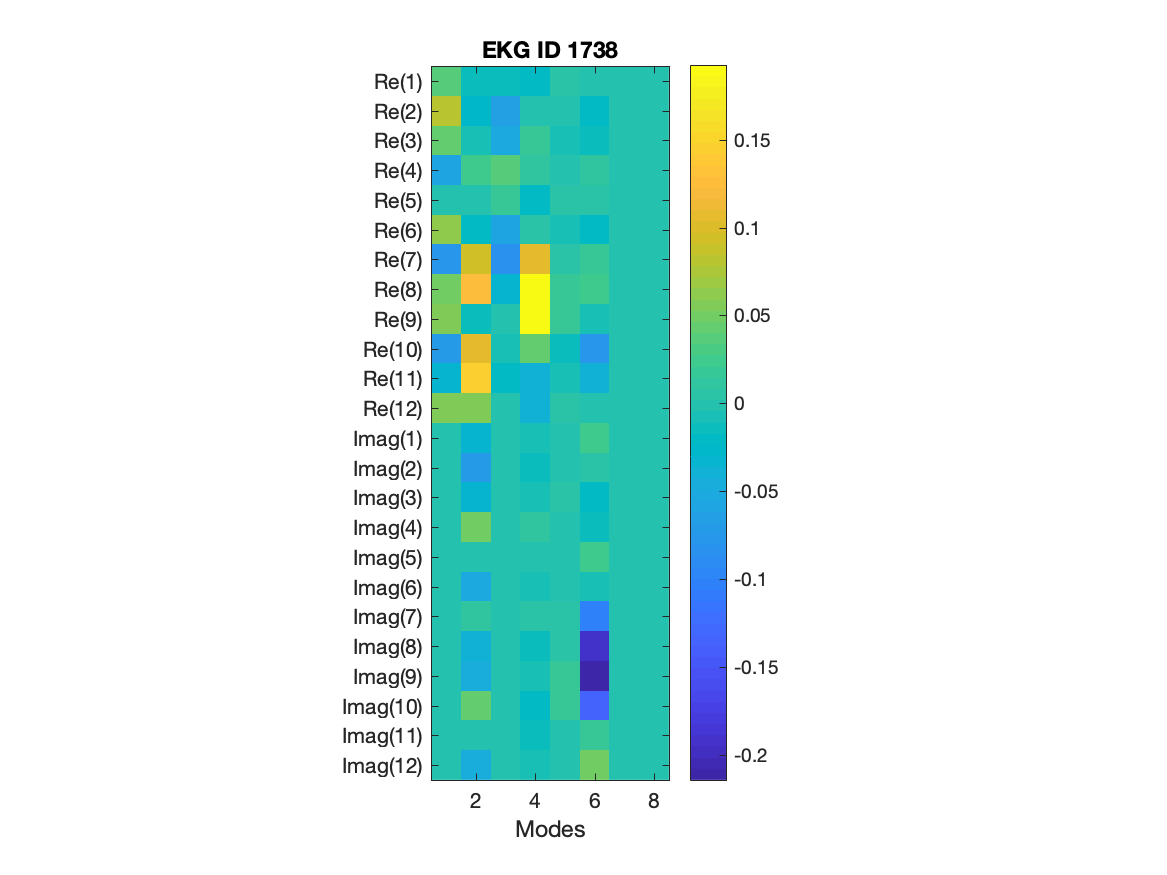 EKG ID 1738
Re(1)
Re(2)
Re(3)
Re(4)
Re(5)
Re(6)
Re(7)
Re(8)
Re(9)
Re(10)
Re(11)
Re(12)
Imag(1)
Imag(2)
Imag(3)
Imag(4)
Imag(5)
Imag(6)
Imag(7)
Imag(8)
Imag(9)
Imag(10)
Imag(11)
Imag(12)
2 4 6 8
Modes
0.15
0.1
0.05
0
-0.05
-0.1
-0.15
-0.2